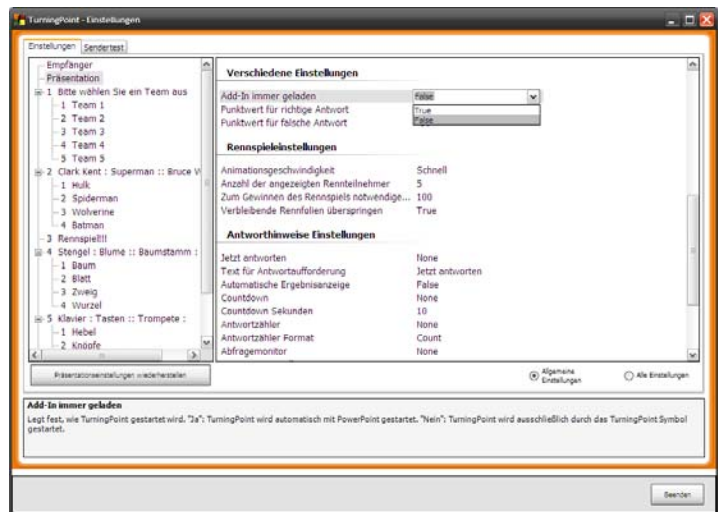 TurningPoint - Einstellungen
Einstellungen
Sendertest
Empfänger
Präsentation
1 Bitte wählen Sie ein Team aus
1 Team 1
2 Team 2
3 Team 3
4 Team 4
5 Team 5
2 Clark Kent : Superman :: Bruce W
1 Hulk
2 Spiderman
3 Wolverine
4 Batman
3 Rennspiel!!!
4 Stengel : Blume :: Baumstamm :
1 Baum
2 Blatt
3 Zweig
4 Wurzel
5 Klavier : Tasten :: Trompete :
1 Hebel
2 Knöpfe
Präsentationseinstellungen wiederherstellen
Verschiedene Einstellungen
Add-In immer geladen False
True
False
Punktwert für richtige Antwort
Punktwert für falsche Antwort
Rennspieleinstellungen
Animationsgeschwindigkeit Schnell
Anzahl der angezeigten Rennteilnehmer 5
Zum Gewinnen des Rennspiels notwendige... 100
Verbleibende Rennfolien überspringen True
Antworthinweise Einstellungen
Jetzt antworten None
Text für Antwortaufforderung Jetzt antworten
Automatische Ergebnisanzeige False
Countdown None
Countdown Sekunden 10
Antwortzähler None
Antwortzähler Format Count
Abfragemonitor None
Allgemeine Einstellungen
Alle Einstellungen
Add-In immer geladen
Legt fest, wie TurningPoint gestartet wird. "Ja": TurningPoint wird automatisch mit PowerPoint gestartet. "Nein": TurningPoint wird ausschließlich durch das TurningPoint Symbol
gestartet.
Beenden